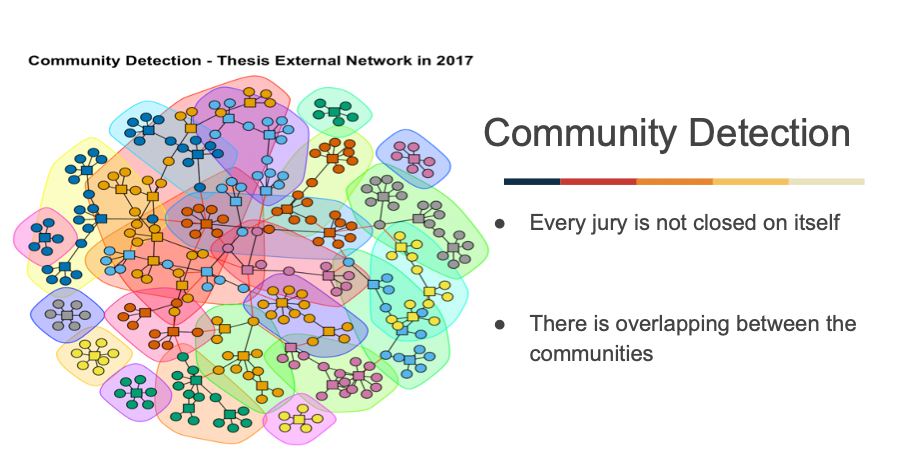 Community Detection - Thesis External Network in 2017
Community Detection
● Every jury is not closed on itself
● There is overlapping between the
communities